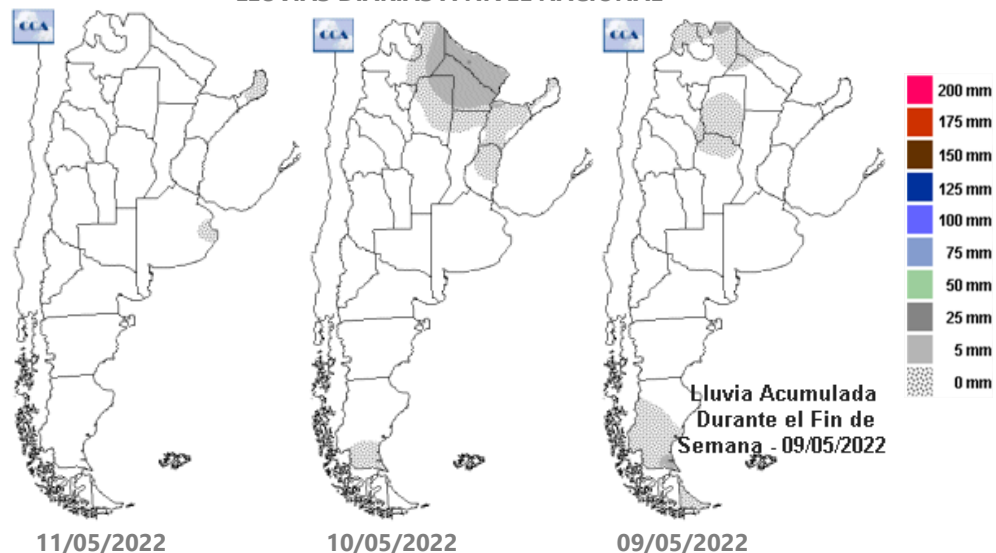 CCA
CCA
CCA
200 mm
175 mm
150 mm
125 mm
100 mm
75 mm
50 mm
25 mm
5 mm
0 mm
Lluvia Acumulada
Durante el Fin de
Semana - 09/05/2022
11/05/2022
10/05/2022
09/05/2022